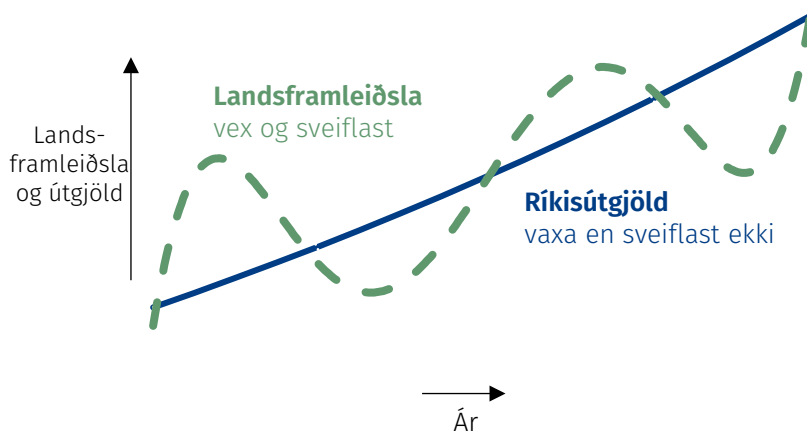 Landsframleiðsla
vex og sveiflast
Lands-
framleiðsla
og útgjöld
Ríkisútgjöld
vaxa en sveiflast ekki
Ár